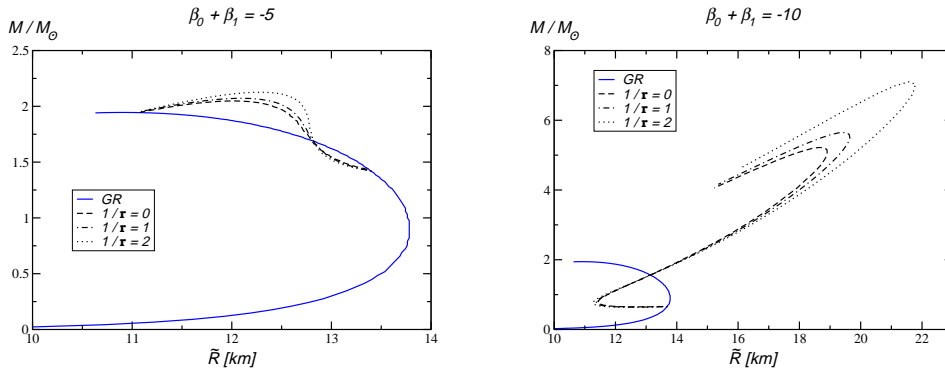 β₀ + β₁ = -5
M / M⊙
2.5
2
1.5
1
0.5
0
GR
1 / r = 0
1 / r = 1
1 / r = 2
10 11 12 13 14
R̃ [km]
β₀ + β₁ = -10
M / M⊙
8
6
4
2
0
GR
1 / r = 0
1 / r = 1
1 / r = 2
10 12 14 16 18 20 22
R̃ [km]